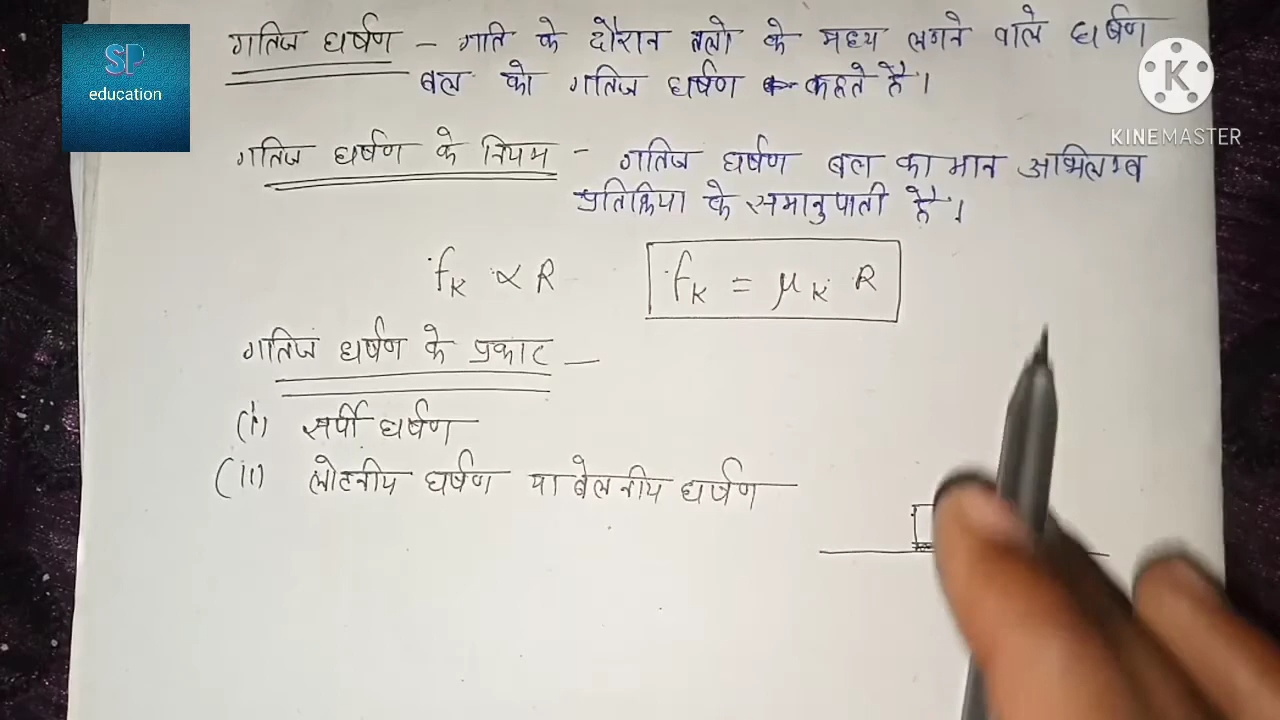 SP
education
KINEMASTER
गतिज घर्षण – गति के दौरान तलो के मध्य लगने वाले घर्षण
बल को गतिज घर्षण कहते है।
गतिज घर्षण के नियम – गतिज घर्षण बल का मान अभिलम्ब
प्रतिक्रिया के समानुपाती है।
fK ∝ R
fK = μK R
गतिज घर्षण के प्रकार –
(i) सर्पी घर्षण
(ii) लोटनीय घर्षण या बेलनीय घर्षण